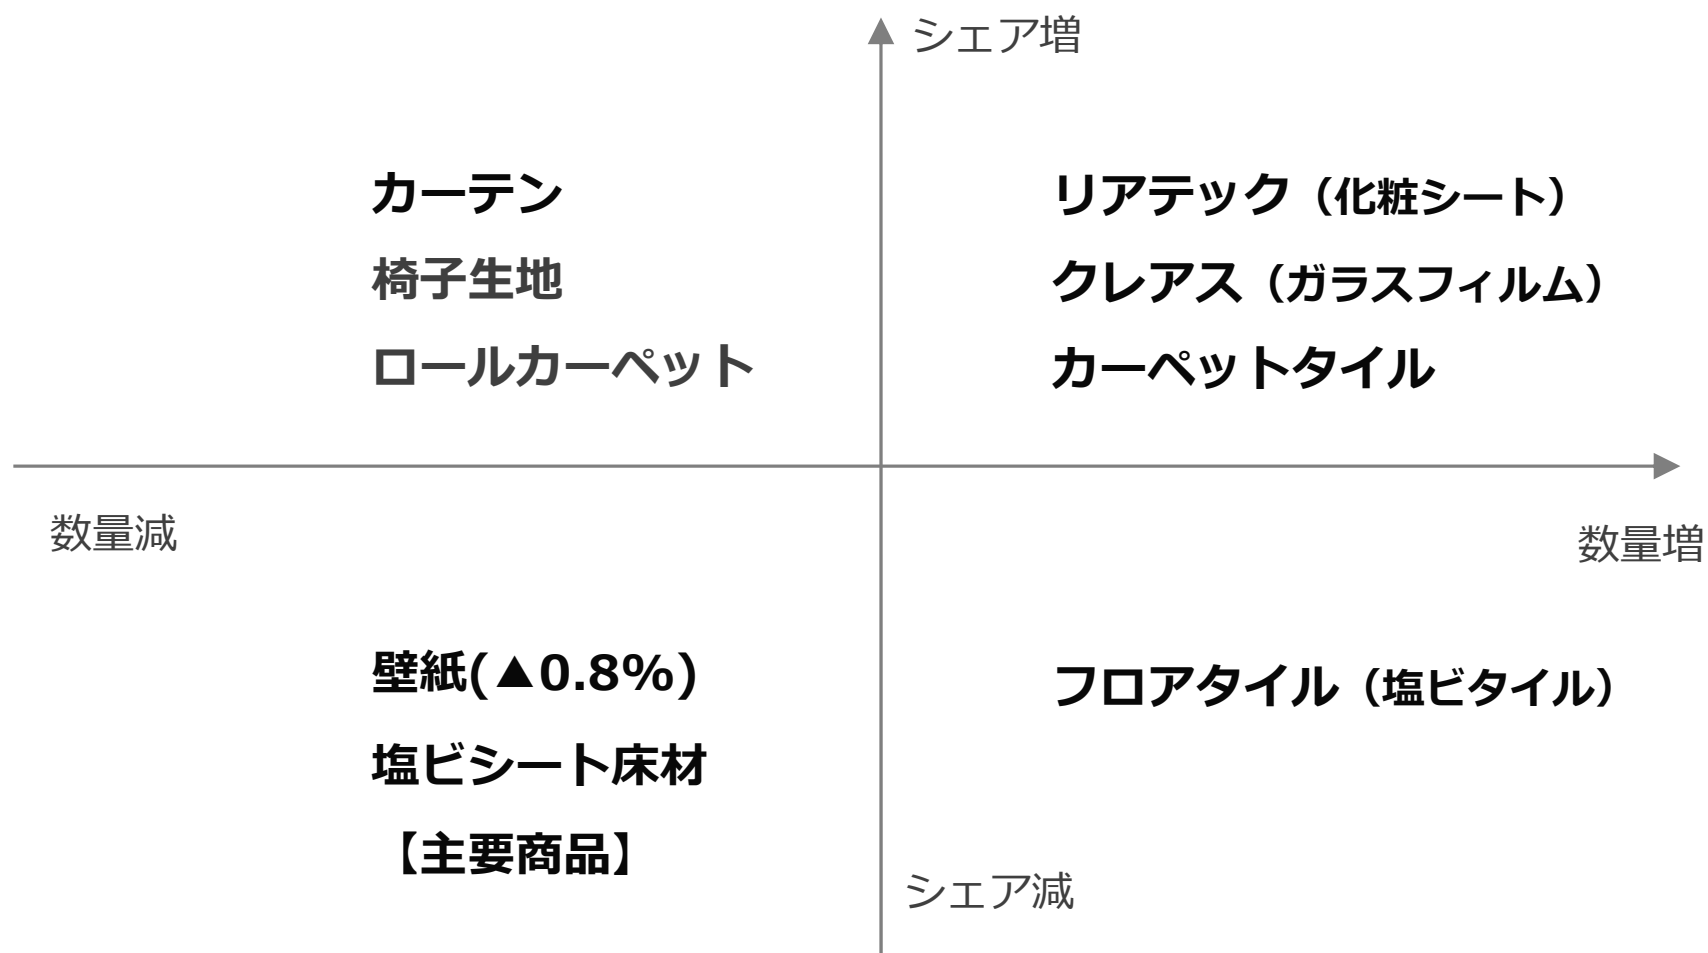 シェア増
カーテン
椅子生地
ロールカーペット
リアテック（化粧シート）
クレアス（ガラスフィルム）
カーペットタイル
数量減
数量増
壁紙(▲0.8%)
塩ビシート床材
【主要商品】
フロアタイル（塩ビタイル）
シェア減